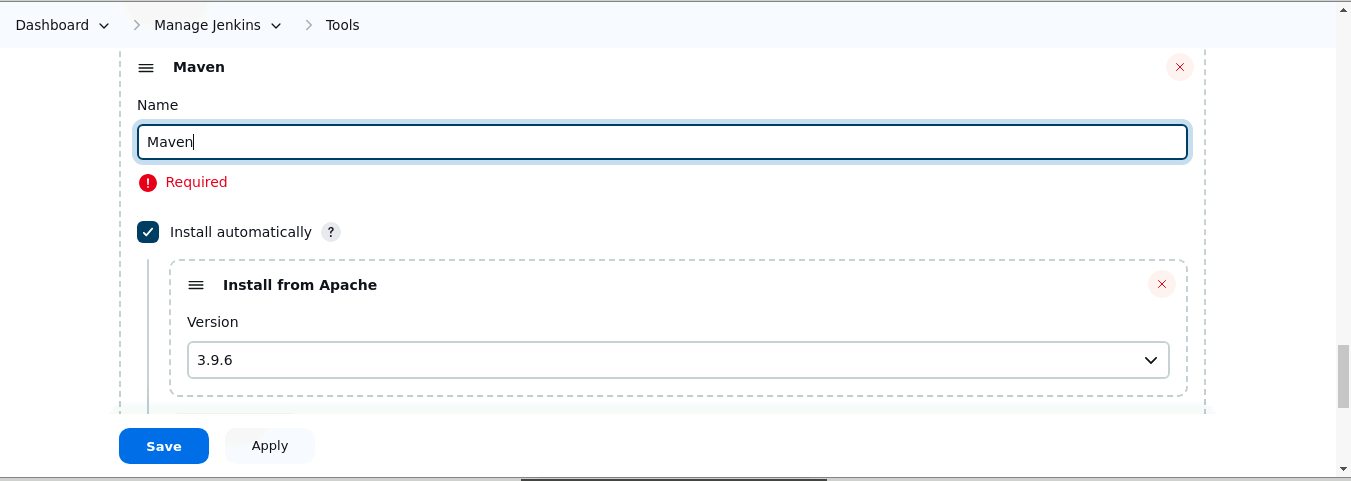 Dashboard Manage Jenkins Tools
Maven
Name
Maven
! Required
Install automatically ?
Install from Apache
Version
3.9.6
Save Apply